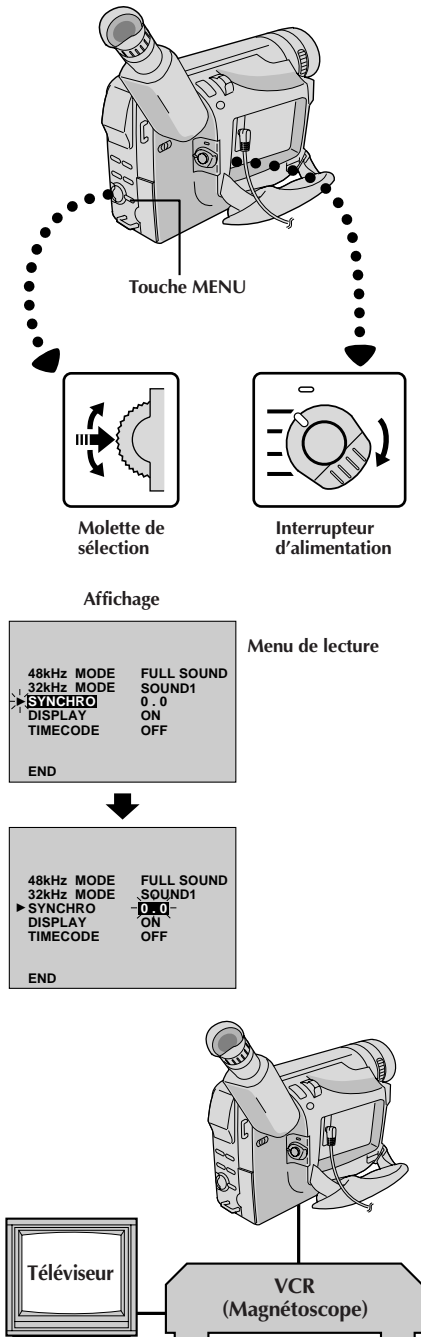 Touche MENU
Molette de
sélection
Interrupteur
d'alimentation
Affichage
Menu de lecture
48kHz MODE FULL SOUND
32kHz MODE SOUND1
►SYNCHRO 0 . 0
DISPLAY ON
TIMECODE OFF
END
48kHz MODE FULL SOUND
32kHz MODE SOUND1
►SYNCHRO 0 . 0
DISPLAY ON
TIMECODE OFF
END
Téléviseur
VCR
(Magnétoscope)